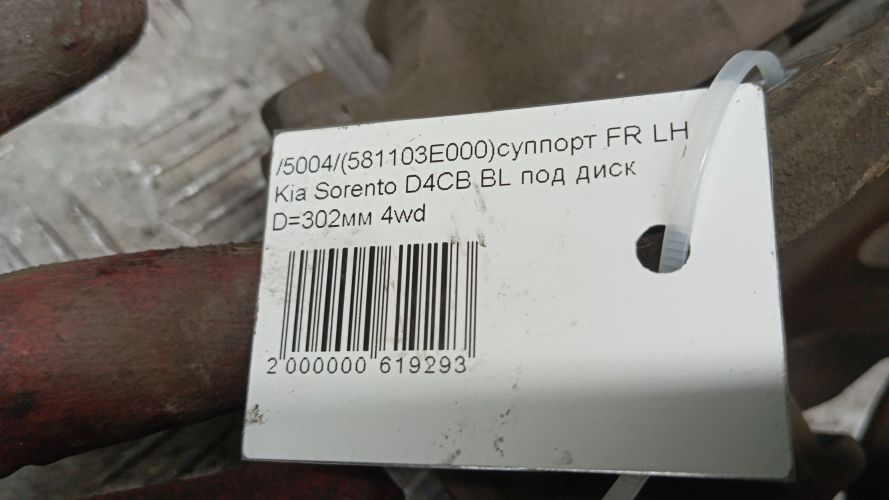 /5004/(581103E000)суппорт FR LH
Kia Sorento D4CB BL под диск
D=302мм 4wd
2 000000 619293